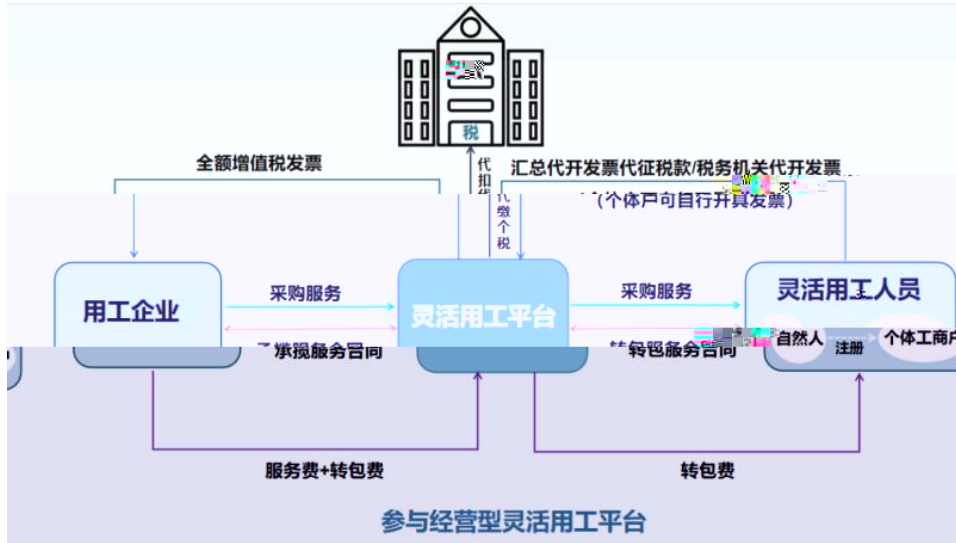 税
全额增值税发票
代扣代缴个税
汇总代开发票代征税款/税务机关代开发票
(个体户可自行开具发票)
用工企业
采购服务
灵活用工平台
采购服务
灵活用工人员
承揽服务合同
转包服务合同
自然人
注册
个体工商户
服务费+转包费
转包费
参与经营型灵活用工平台